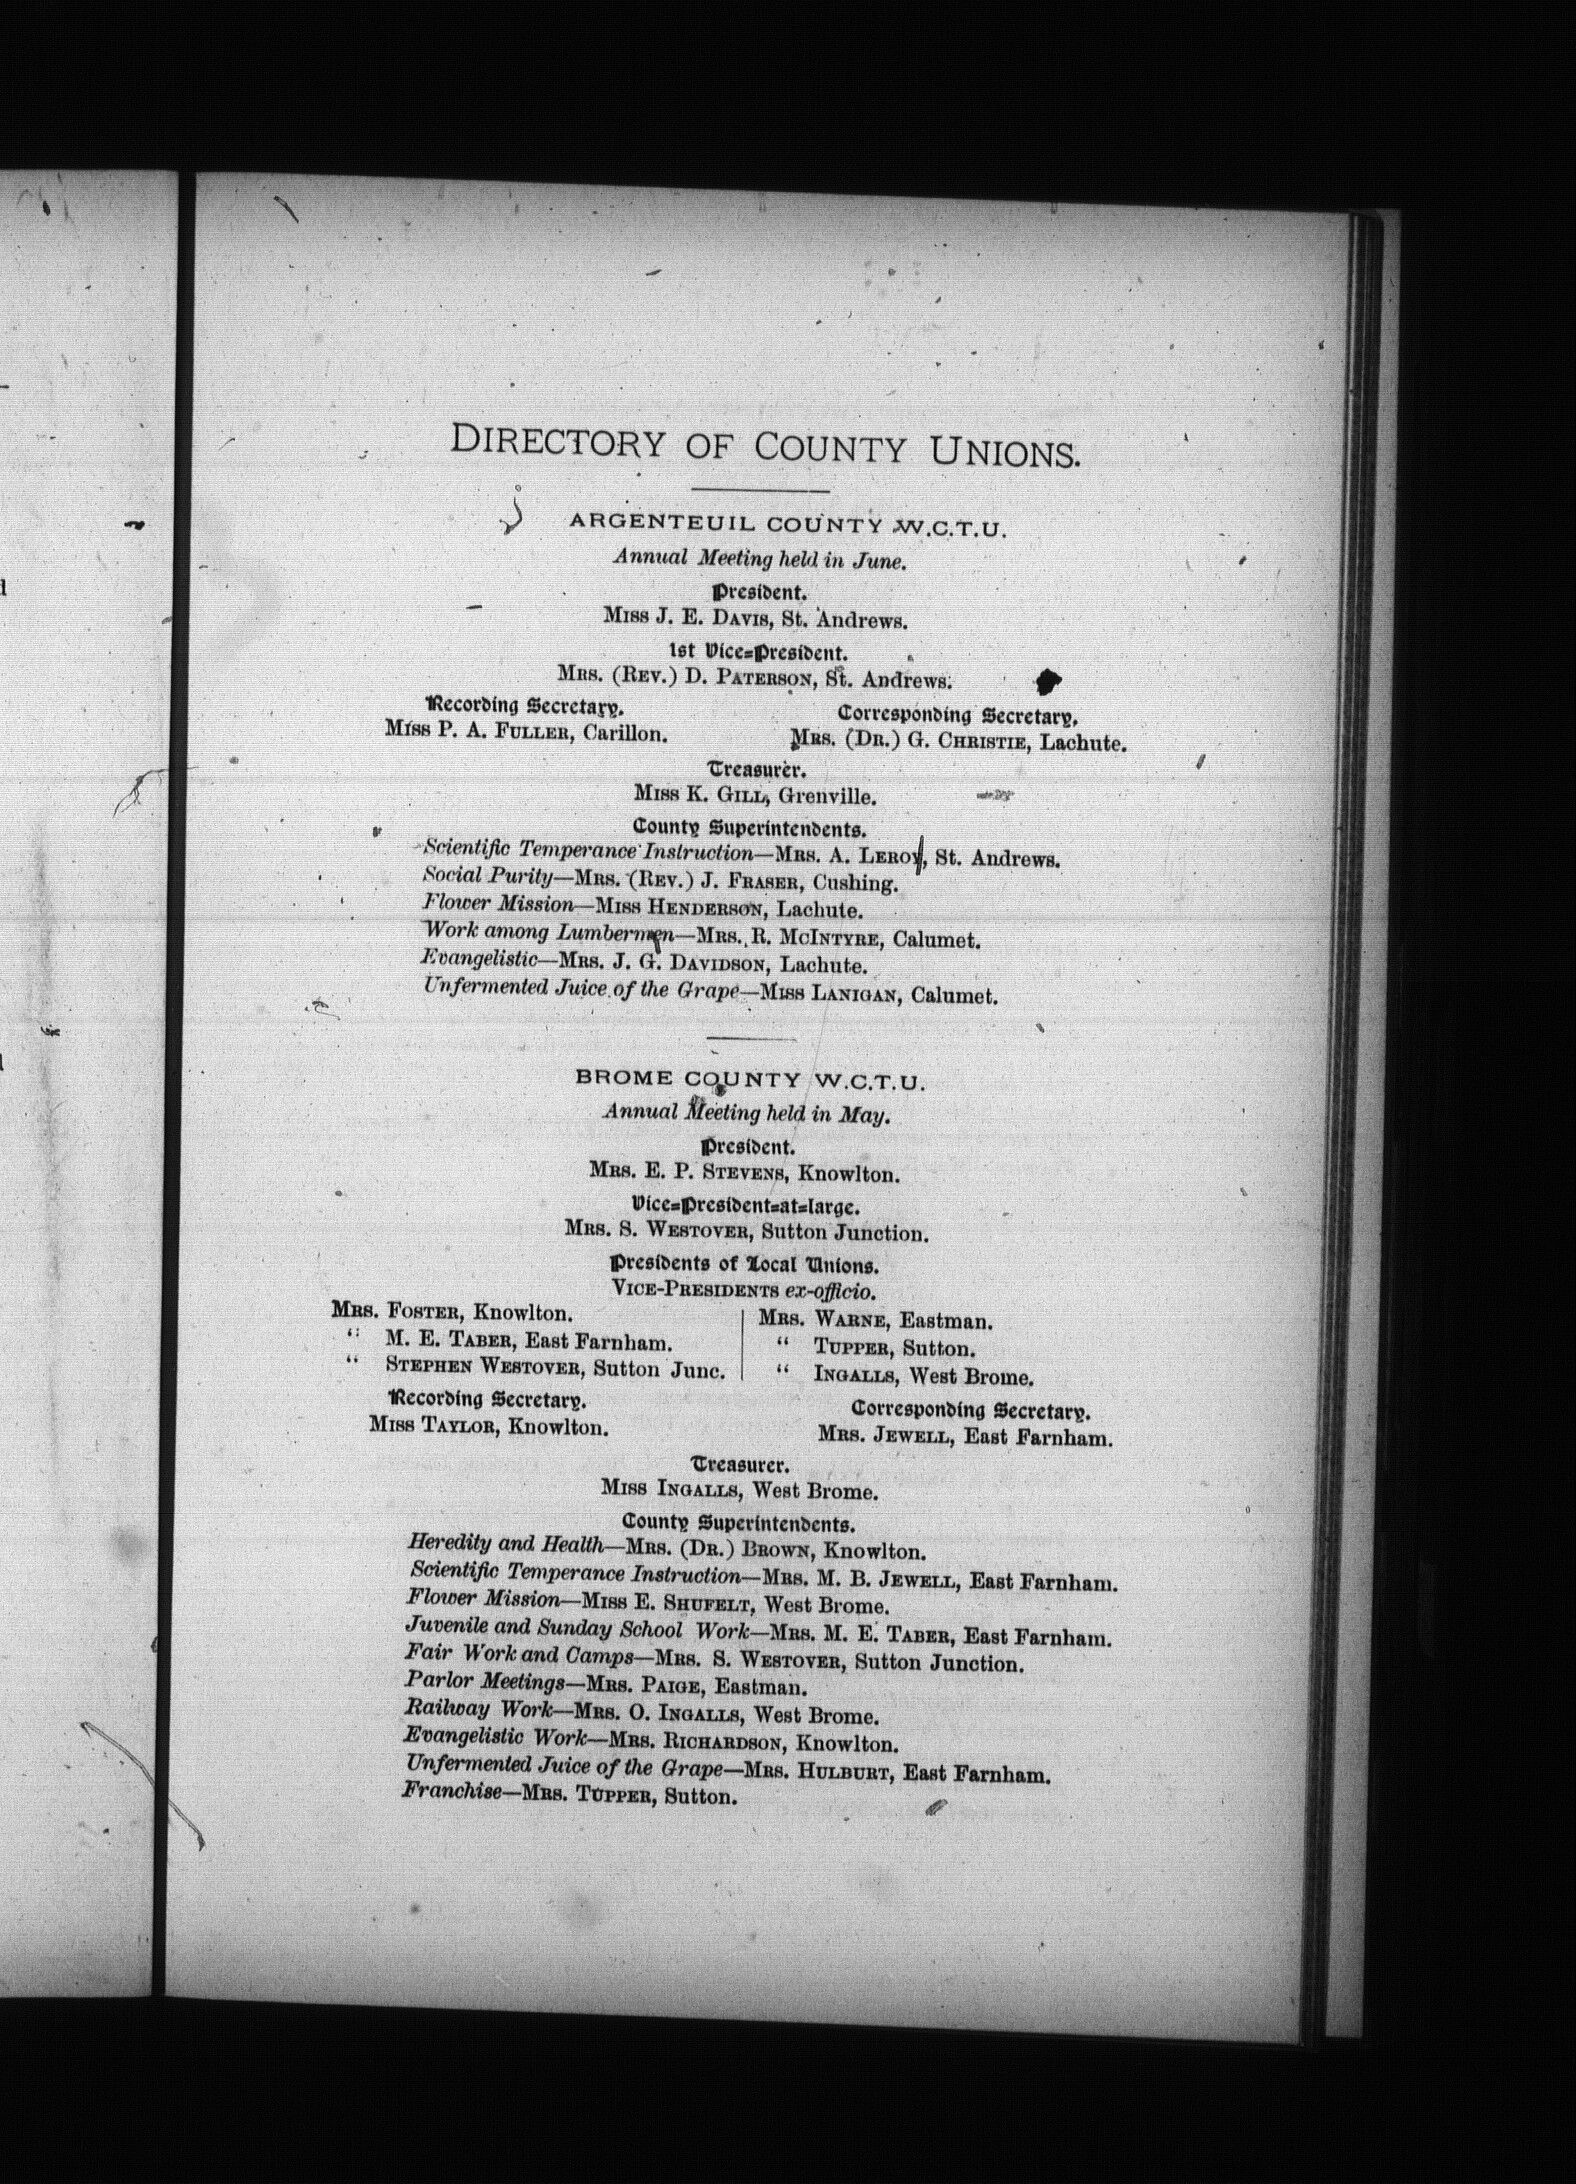 DIRECTORY OF COUNTY UNIONS.
ARGENTEUIL COUNTY W.C.T.U.
Annual Meeting held in June.
President.
MISS J. E. DAVIS, St. Andrews.
1st Vice-President.
MRS. (REV.) D. PATERSON, St. Andrews.
Recording Secretary.
MISS P. A. FULLER, Carillon.
Corresponding Secretary.
MRS. (DR.) G. CHRISTIE, Lachute.
Treasurer.
MISS K. GILL, Grenville.
County Superintendents.
Scientific Temperance Instruction—MRS. A. LEROY, St. Andrews.
Social Purity—MRS. (REV.) J. FRASER, Cushing.
Flower Mission—MISS HENDERSON, Lachute.
Work among Lumbermen—MRS. R. MCINTYRE, Calumet.
Evangelistic—MRS. J. G. DAVIDSON, Lachute.
Unfermented Juice of the Grape—MISS LANIGAN, Calumet.
BROME COUNTY W.C.T.U.
Annual Meeting held in May.
President.
MRS. E. P. STEVENS, Knowlton.
Vice-President-at-large.
MRS. S. WESTOVER, Sutton Junction.
Presidents of Local Unions.
VICE-PRESIDENTS ex-officio.
MRS. FOSTER, Knowlton.
" M. E. TABER, East Farnham.
" STEPHEN WESTOVER, Sutton Junc.
MRS. WARNE, Eastman.
" TUPPER, Sutton.
" INGALLS, West Brome.
Recording Secretary.
MISS TAYLOR, Knowlton.
Corresponding Secretary.
MRS. JEWELL, East Farnham.
Treasurer.
MISS INGALLS, West Brome.
County Superintendents.
Heredity and Health—MRS. (DR.) BROWN, Knowlton.
Scientific Temperance Instruction—MRS. M. B. JEWELL, East Farnham.
Flower Mission—MISS E. SHUFELT, West Brome.
Juvenile and Sunday School Work—MRS. M. E. TABER, East Farnham.
Fair Work and Camps—MRS. S. WESTOVER, Sutton Junction.
Parlor Meetings—MRS. PAIGE, Eastman.
Railway Work—MRS. O. INGALLS, West Brome.
Evangelistic Work—MRS. RICHARDSON, Knowlton.
Unfermented Juice of the Grape—MRS. HULBURT, East Farnham.
Franchise—MRS. TUPPER, Sutton.